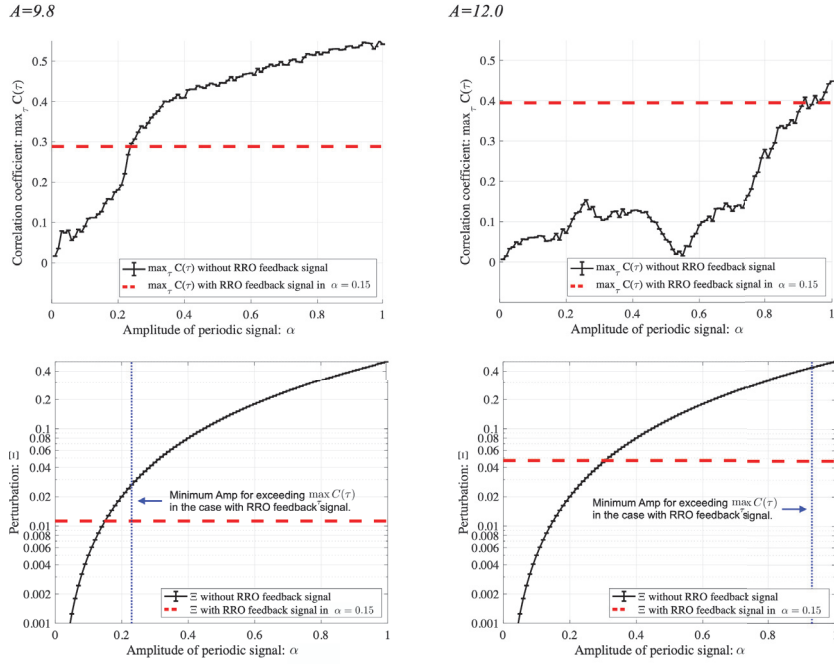 A=9.8
A=12.0
0.5
0.4
0.3
0.2
0.1
0
Correlation coefficient: max_τ C(τ)
max_τ C(τ) without RRO feedback signal
max_τ C(τ) with RRO feedback signal in α = 0.15
0 0.2 0.4 0.6 0.8 1
Amplitude of periodic signal: α
0.5
0.4
0.3
0.2
0.1
0
Correlation coefficient: max_τ C(τ)
max_τ C(τ) without RRO feedback signal
max_τ C(τ) with RRO feedback signal in α = 0.15
0 0.2 0.4 0.6 0.8 1
Amplitude of periodic signal: α
0.4
0.2
0.1
0.08
0.06
0.04
0.02
0.01
0.008
0.006
0.004
0.002
0.001
Perturbation: Ξ
Minimum Amp for exceeding max_τ C(τ)
in the case with RRO feedback signal.
Ξ without RRO feedback signal
Ξ with RRO feedback signal in α = 0.15
0 0.2 0.4 0.6 0.8 1
Amplitude of periodic signal: α
0.4
0.2
0.1
0.08
0.06
0.04
0.02
0.01
0.008
0.006
0.004
0.002
0.001
Perturbation: Ξ
Minimum Amp for exceeding max_τ C(τ)
in the case with RRO feedback signal.
Ξ without RRO feedback signal
Ξ with RRO feedback signal in α = 0.15
0 0.2 0.4 0.6 0.8 1
Amplitude of periodic signal: α